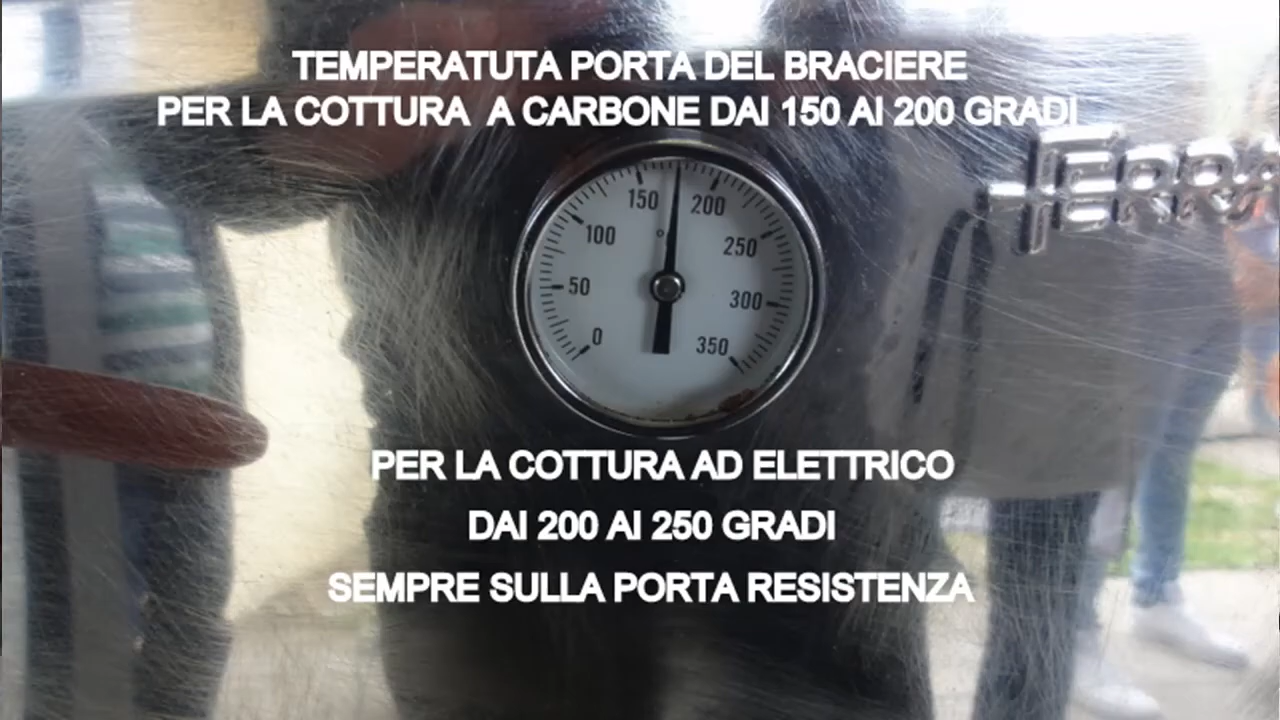 TEMPERATUTA PORTA DEL BRACIERE
PER LA COTTURA  A CARBONE DAI 150 AI 200 GRADI
0
50
100
150
200
250
300
350
PER LA COTTURA AD ELETTRICO
DAI 200 AI 250 GRADI
SEMPRE SULLA PORTA RESISTENZA